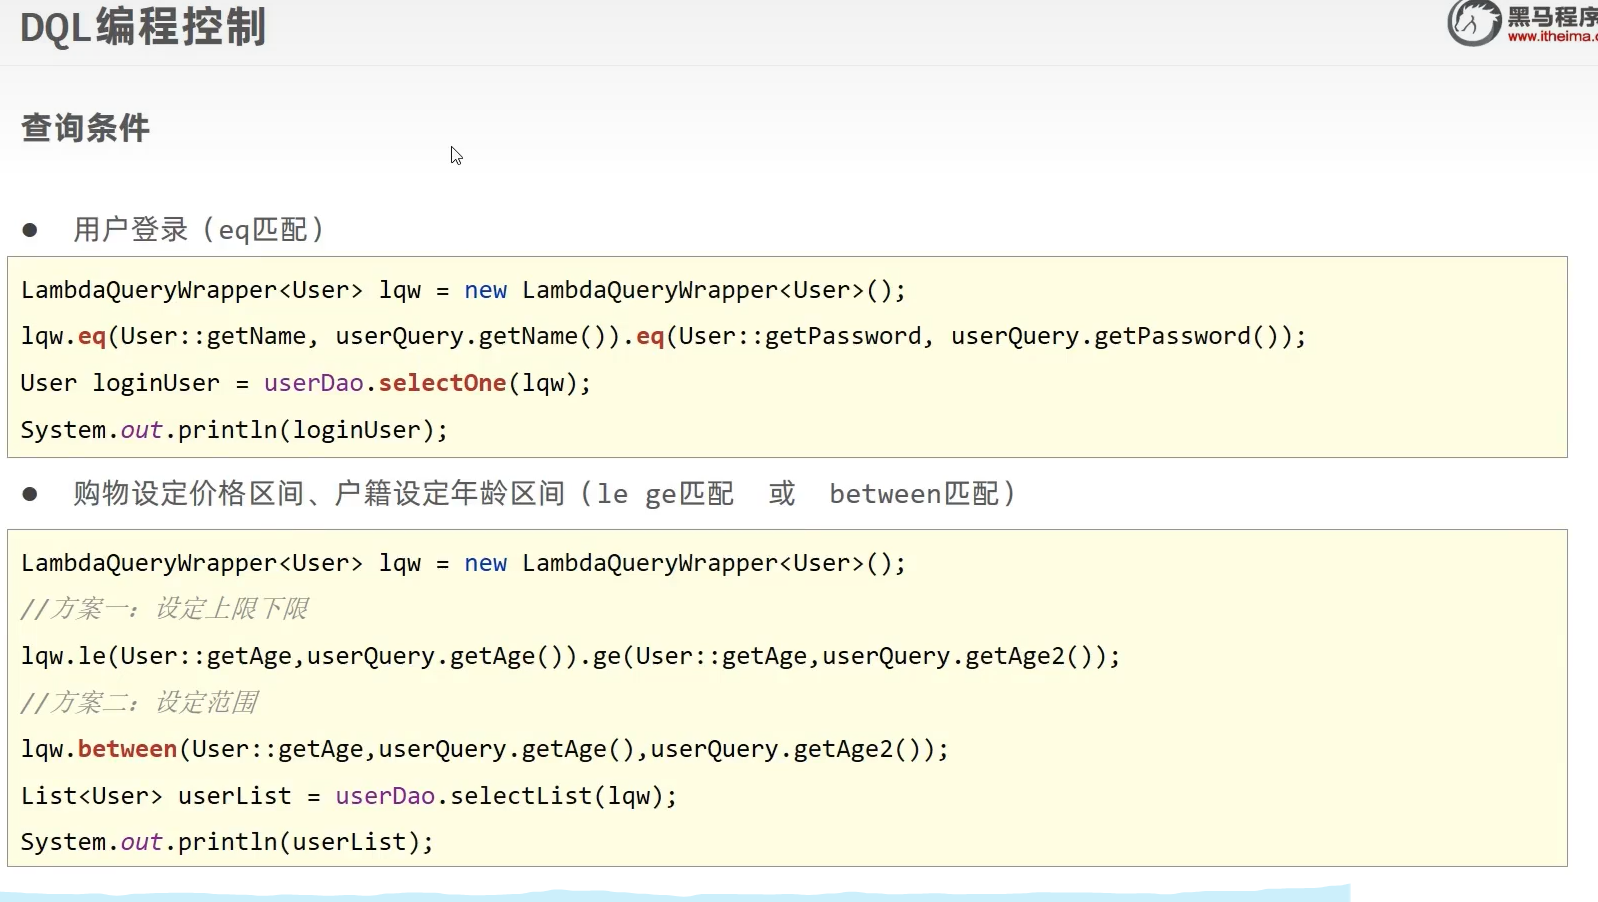 DQL编程控制
黑马程序
www.itheima.c
查询条件
● 用户登录（eq匹配）
LambdaQueryWrapper<User> lqw = new LambdaQueryWrapper<User>();
lqw.eq(User::getName, userQuery.getName()).eq(User::getPassword, userQuery.getPassword());
User loginUser = userDao.selectOne(lqw);
System.out.println(loginUser);
● 购物设定价格区间、户籍设定年龄区间（le ge匹配 或 between匹配）
LambdaQueryWrapper<User> lqw = new LambdaQueryWrapper<User>();
//方案一：设定上限下限
lqw.le(User::getAge,userQuery.getAge()).ge(User::getAge,userQuery.getAge2());
//方案二：设定范围
lqw.between(User::getAge,userQuery.getAge(),userQuery.getAge2());
List<User> userList = userDao.selectList(lqw);
System.out.println(userList);